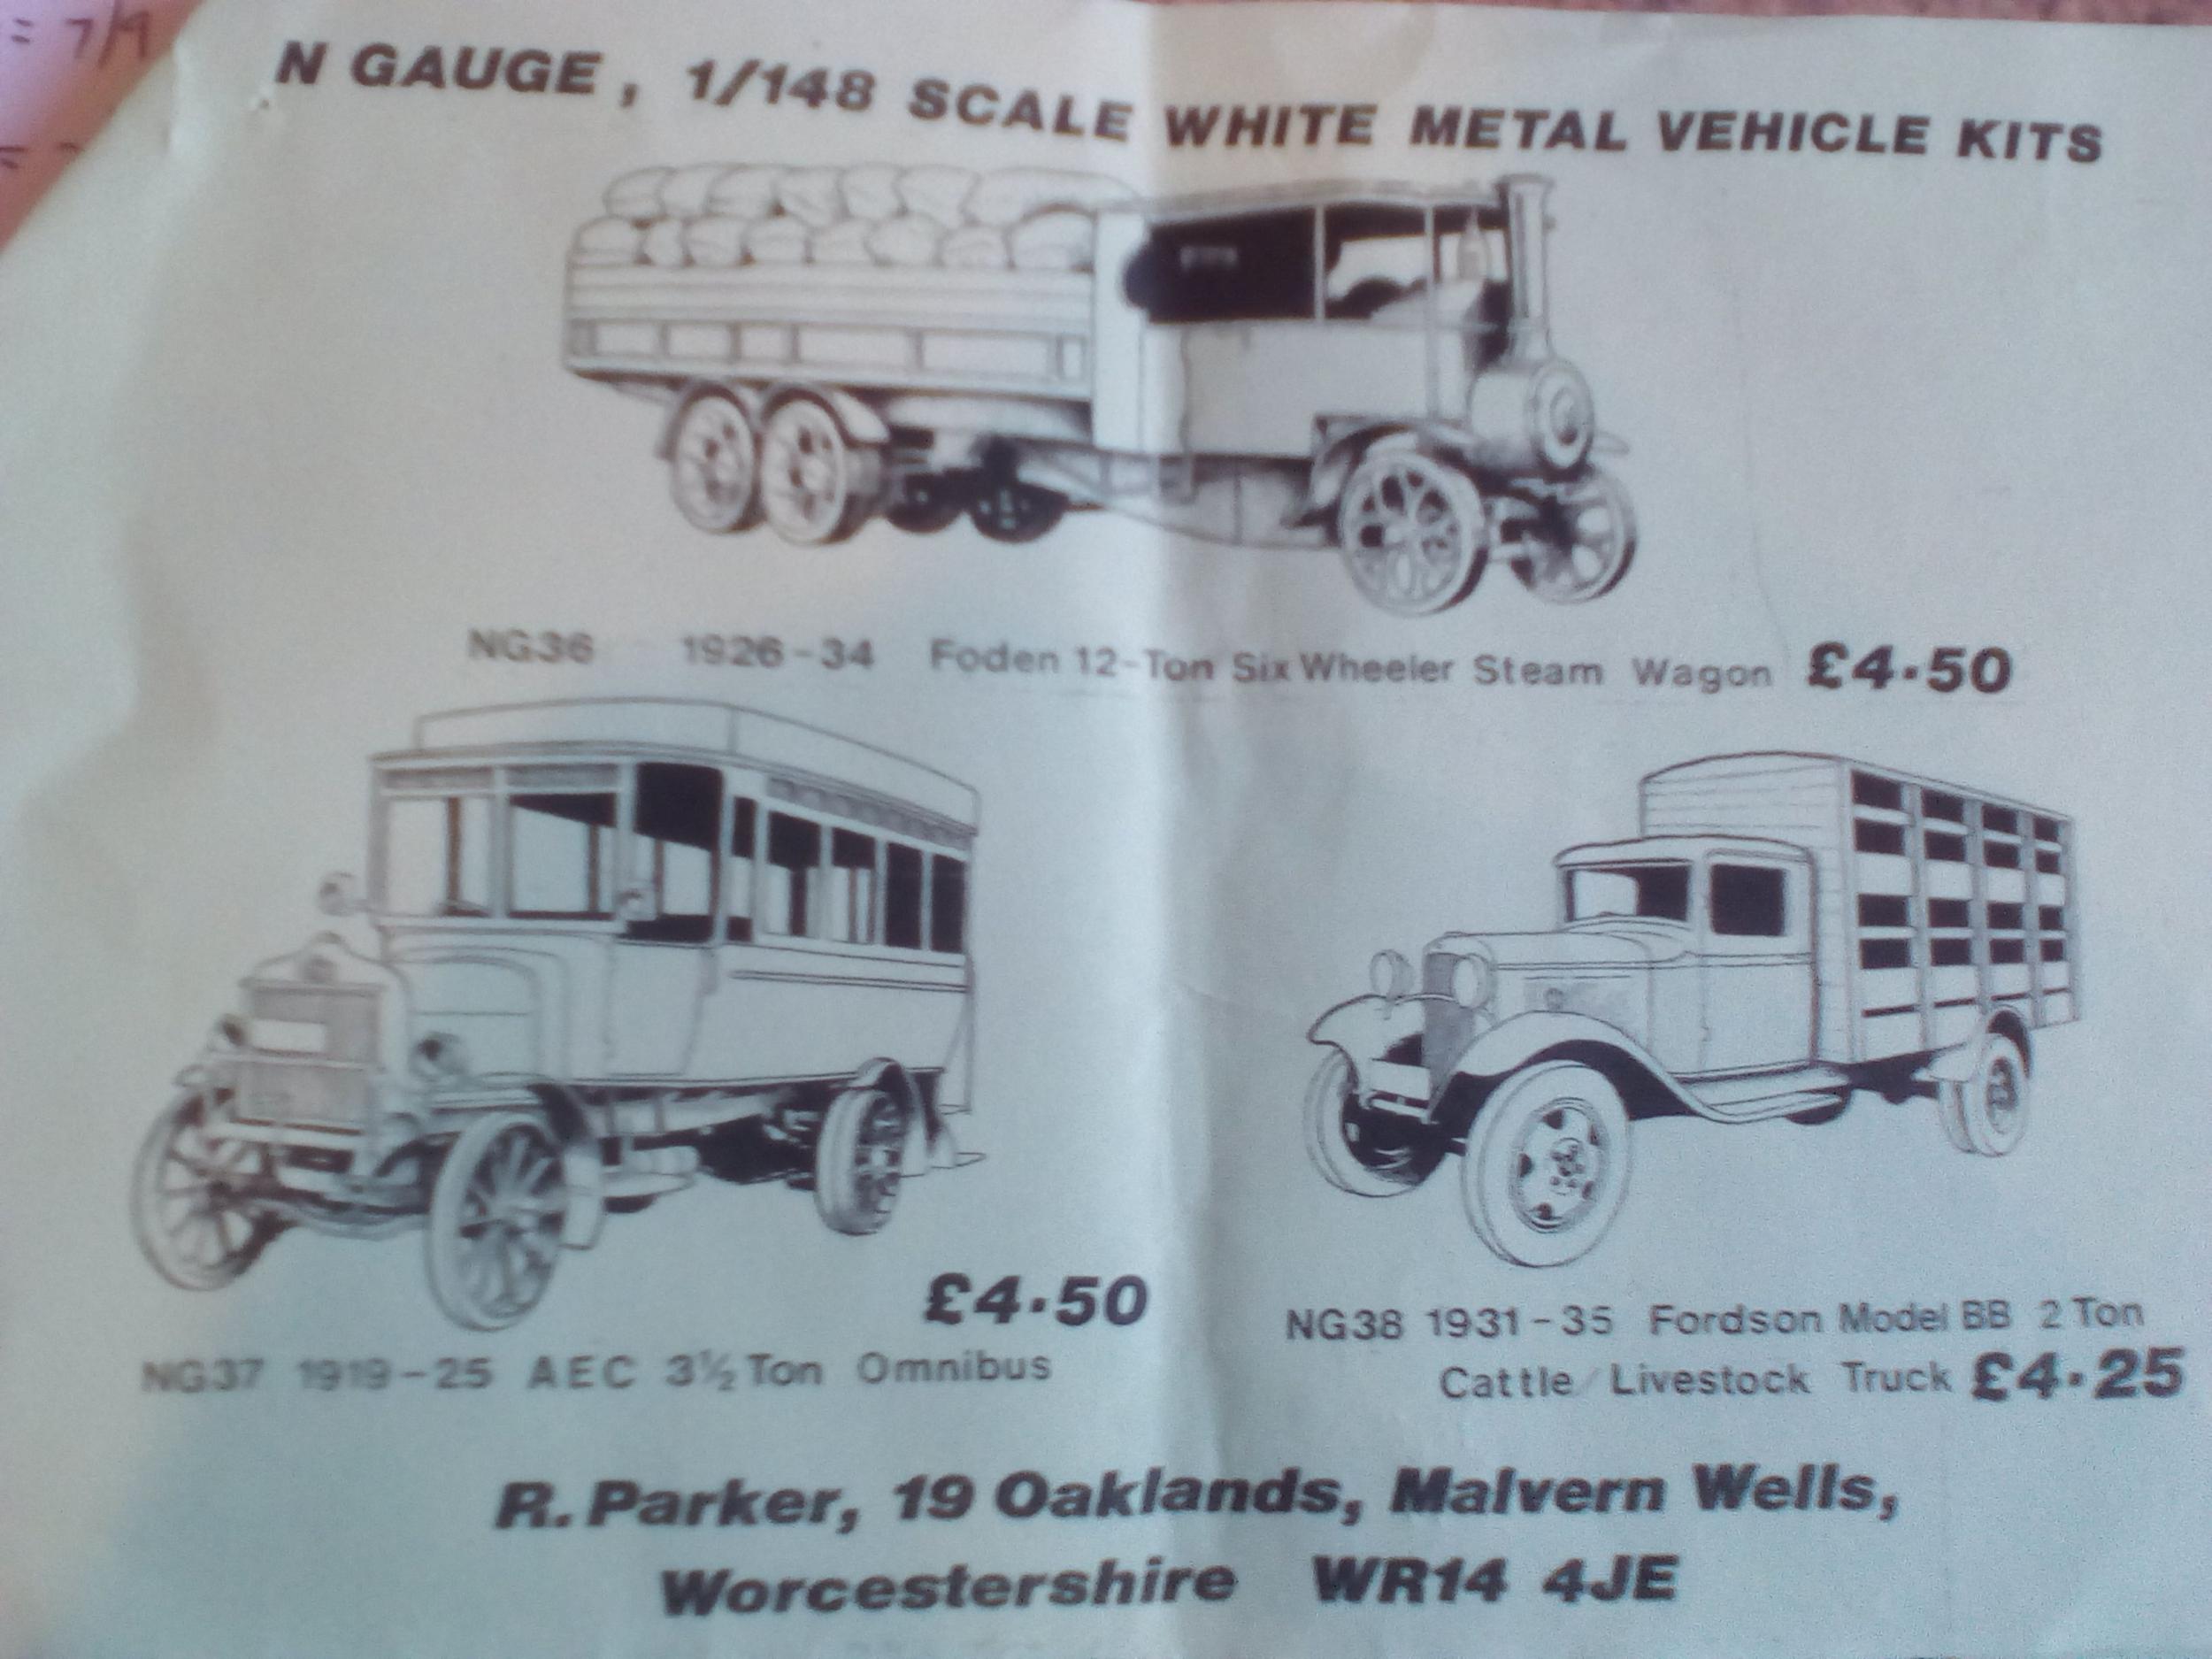 = 7/9
N GAUGE, 1/148 SCALE WHITE METAL VEHICLE KITS
NG36 1926-34 Foden 12-Ton Six Wheeler Steam Wagon £4·50
£4·50
NG37 1919-25 AEC 3½ Ton Omnibus
NG38 1931-35 Fordson Model BB 2 Ton
Cattle/Livestock Truck £4·25
R. Parker, 19 Oaklands, Malvern Wells,
Worcestershire WR14 4JE